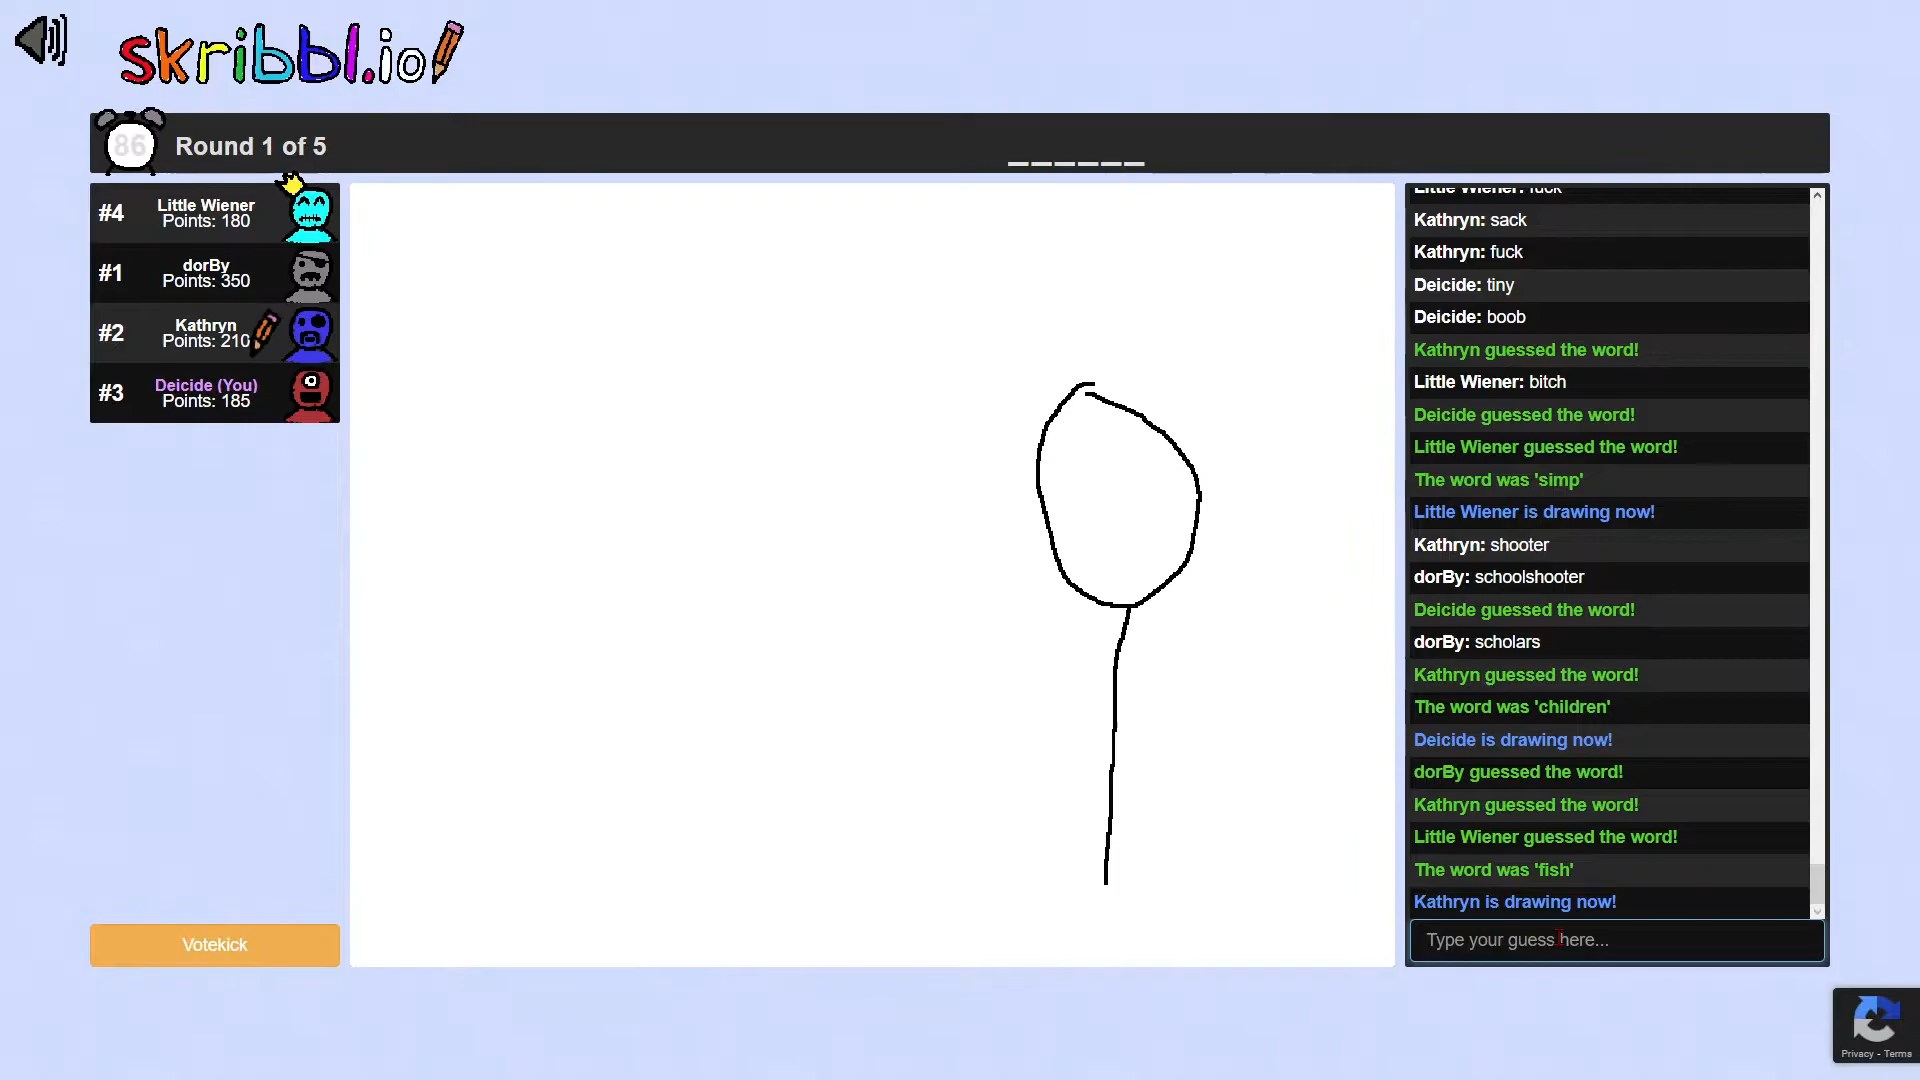 skribbl.io
86
Round 1 of 5
______
#4
Little Wiener
Points: 180
#1
dorBy
Points: 350
#2
Kathryn
Points: 210
#3
Deicide (You)
Points: 185
Votekick
Little Wiener: fuck
Kathryn: sack
Kathryn: fuck
Deicide: tiny
Deicide: boob
Kathryn guessed the word!
Little Wiener: bitch
Deicide guessed the word!
Little Wiener guessed the word!
The word was 'simp'
Little Wiener is drawing now!
Kathryn: shooter
dorBy: schoolshooter
Deicide guessed the word!
dorBy: scholars
Kathryn guessed the word!
The word was 'children'
Deicide is drawing now!
dorBy guessed the word!
Kathryn guessed the word!
Little Wiener guessed the word!
The word was 'fish'
Kathryn is drawing now!
Type your guess here...
Privacy - Terms